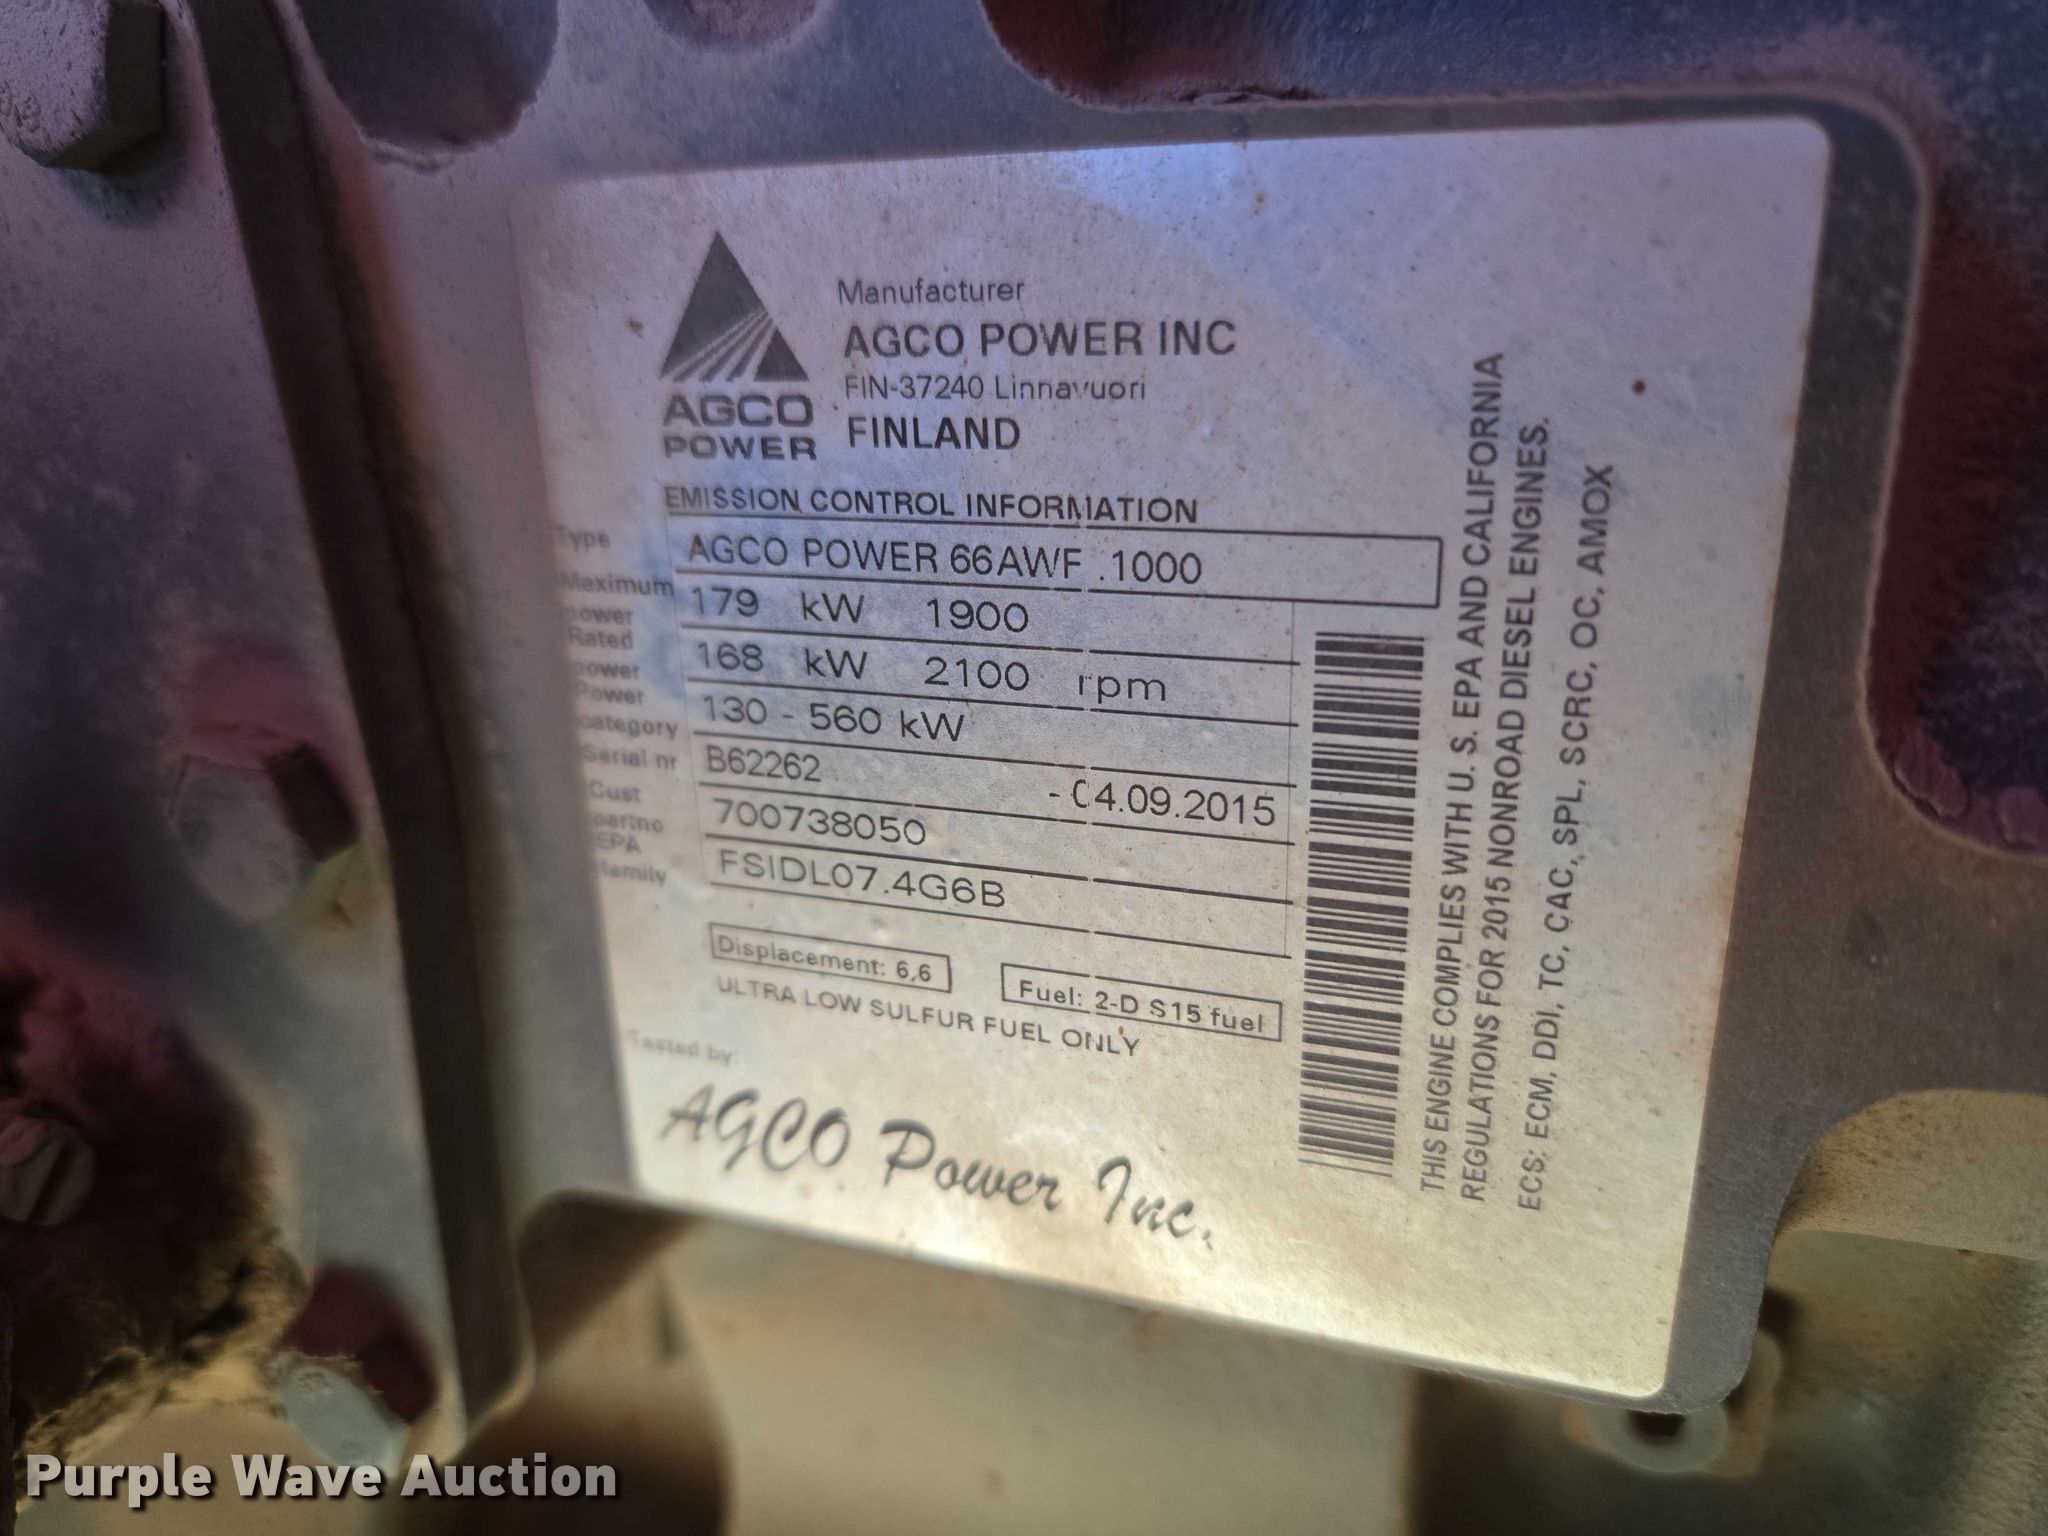 Manufacturer
AGCO POWER INC
FIN-37240 Linnavuori
FINLAND
AGCO
POWER
EMISSION CONTROL INFORMATION
Type AGCO POWER 66AWF .1000
Maximum power 179 kW 1900
Rated power 168 kW 2100 rpm
Power category 130 - 560 kW
Serial nr B62262 - 04.09.2015
Cust partno 700738050
EPA family FSIDL07.4G6B
Displacement: 6,6
Fuel: 2-D S15 fuel
ULTRA LOW SULFUR FUEL ONLY
Tested by:
AGCO Power Inc.
THIS ENGINE COMPLIES WITH U. S. EPA AND CALIFORNIA
REGULATIONS FOR 2015 NONROAD DIESEL ENGINES.
ECS: ECM, DDI, TC, CAC, SPL, SCRC, OC, AMOX
Purple Wave Auction